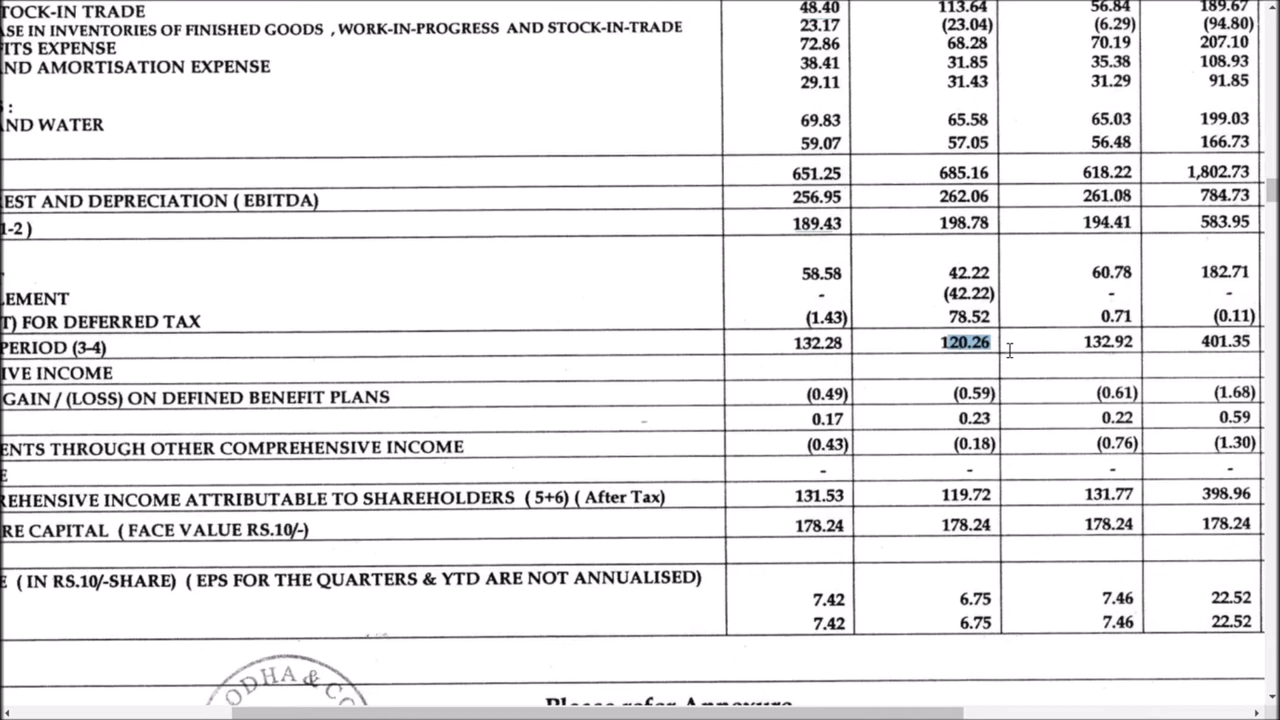 TOCK-IN TRADE 48.40 113.64 56.84 189.67
ASE IN INVENTORIES OF FINISHED GOODS , WORK-IN-PROGRESS AND STOCK-IN-TRADE 23.17 (23.04) (6.29) (94.80)
ITS EXPENSE 72.86 68.28 70.19 207.10
ND AMORTISATION EXPENSE 38.41 31.85 35.38 108.93
29.11 31.43 31.29 91.85
:
ND WATER 69.83 65.58 65.03 199.03
59.07 57.05 56.48 166.73
651.25 685.16 618.22 1,802.73
EST AND DEPRECIATION ( EBITDA) 256.95 262.06 261.08 784.73
1-2 ) 189.43 198.78 194.41 583.95
58.58 42.22 60.78 182.71
LEMENT - (42.22) - -
T) FOR DEFERRED TAX (1.43) 78.52 0.71 (0.11)
PERIOD (3-4) 132.28 120.26 132.92 401.35
IVE INCOME
GAIN / (LOSS) ON DEFINED BENEFIT PLANS (0.49) (0.59) (0.61) (1.68)
0.17 0.23 0.22 0.59
ENTS THROUGH OTHER COMPREHENSIVE INCOME (0.43) (0.18) (0.76) (1.30)
E - - - -
REHENSIVE INCOME ATTRIBUTABLE TO SHAREHOLDERS ( 5+6) ( After Tax) 131.53 119.72 131.77 398.96
RE CAPITAL ( FACE VALUE RS.10/-) 178.24 178.24 178.24 178.24
E ( IN RS.10/-SHARE) ( EPS FOR THE QUARTERS & YTD ARE NOT ANNUALISED)
7.42 6.75 7.46 22.52
7.42 6.75 7.46 22.52
ODHA & CO
Please refer Annexure